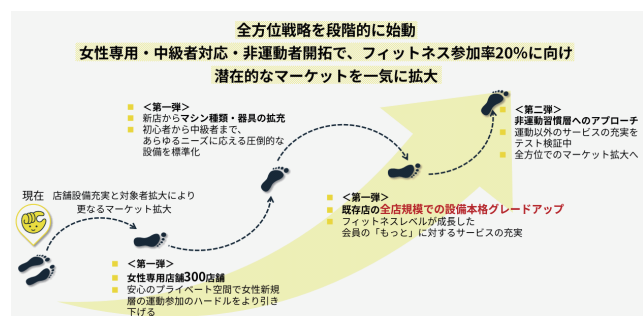 全方位戦略を段階的に始動
女性専用・中級者対応・非運動者開拓で、フィットネス参加率20%に向け
潜在的なマーケットを一気に拡大
<第一弾>
新店からマシン種類・器具の拡充
初心者から中級者まで、
あらゆるニーズに応える圧倒的な
設備を標準化
<第二弾>
非運動習慣層へのアプローチ
運動以外のサービスの充実を
テスト検証中
全方位でのマーケット拡大へ
現在 店舗設備充実と対象者拡大により
更なるマーケット拡大
<第一弾>
既存店の全店規模での設備本格グレードアップ
フィットネスレベルが成長した
会員の「もっと」に対するサービスの充実
<第一弾>
女性専用店舗300店舗
安心のプライベート空間で女性新規
層の運動参加のハードルをより引き
下げる